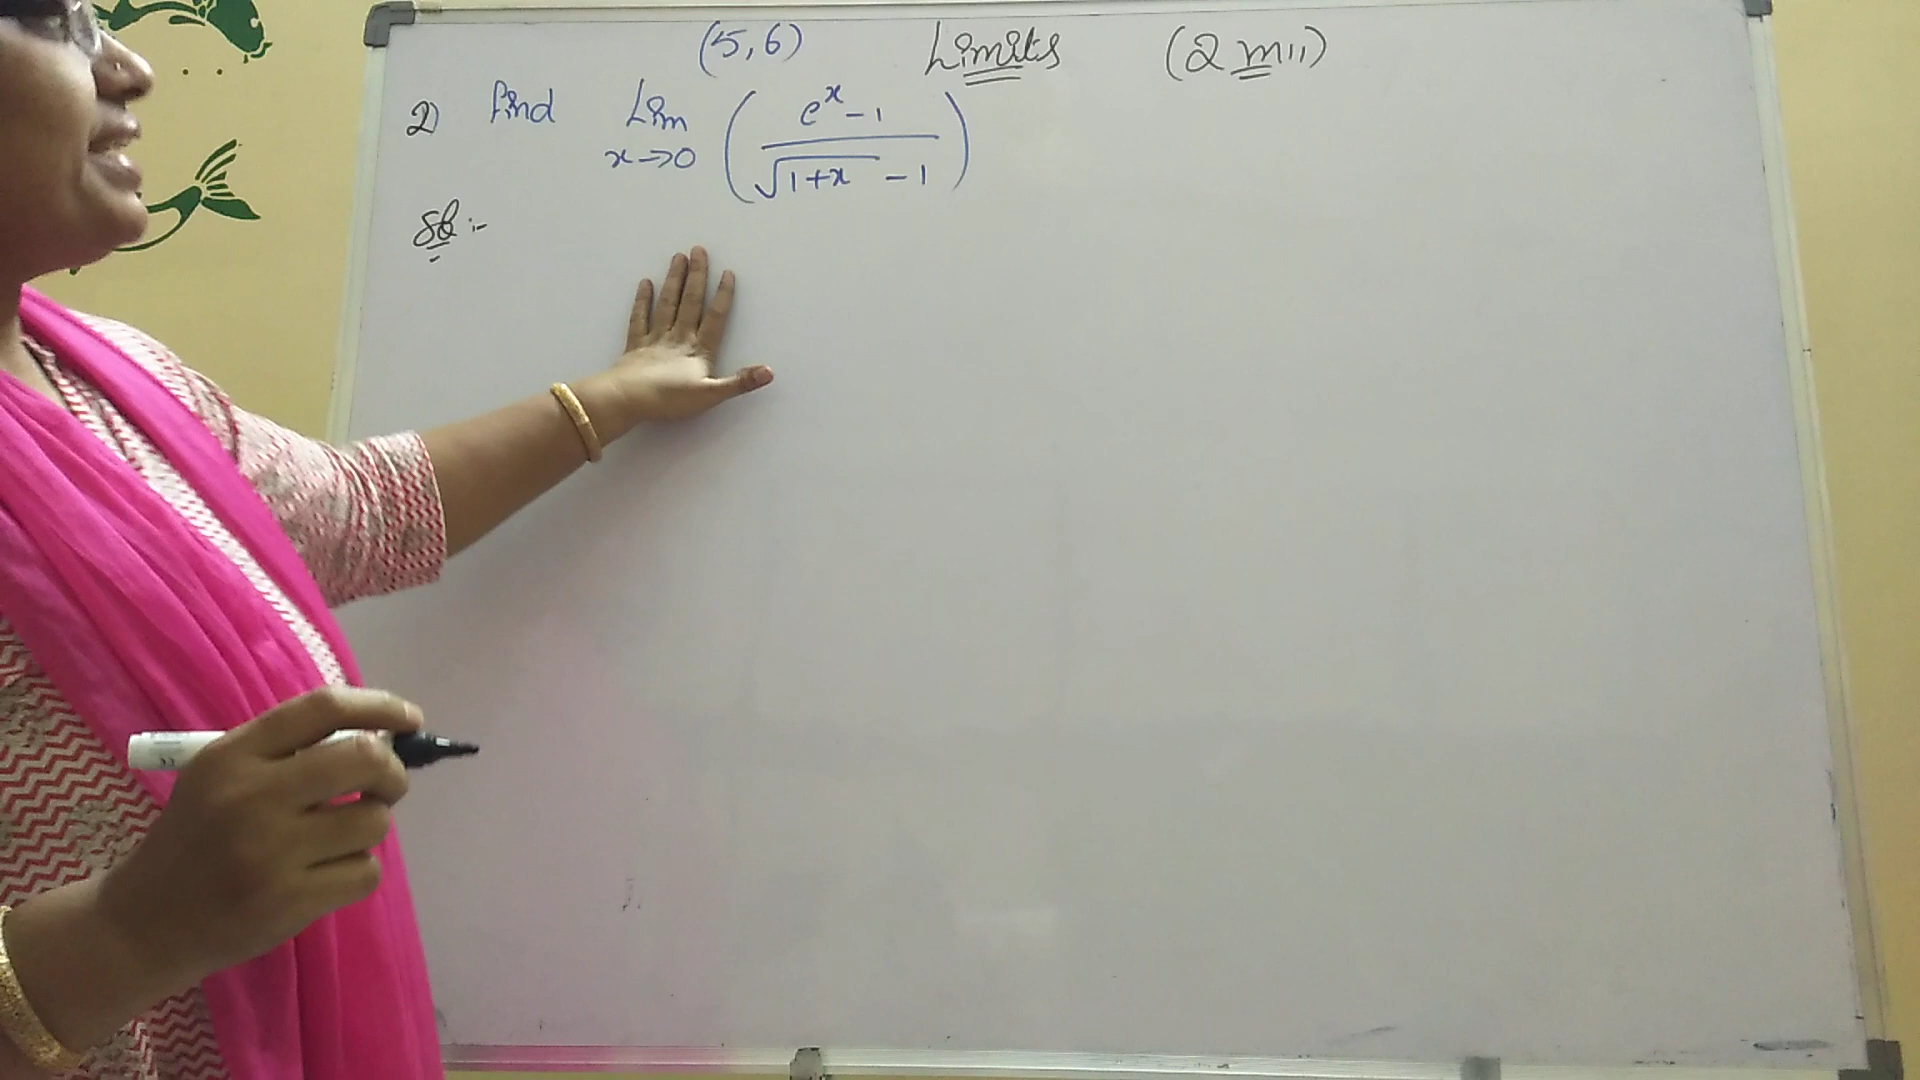 (5,6) Limits (2 m)
2) Find Lim x→0 ( e^x - 1 / √1+x - 1 )
Sol :-